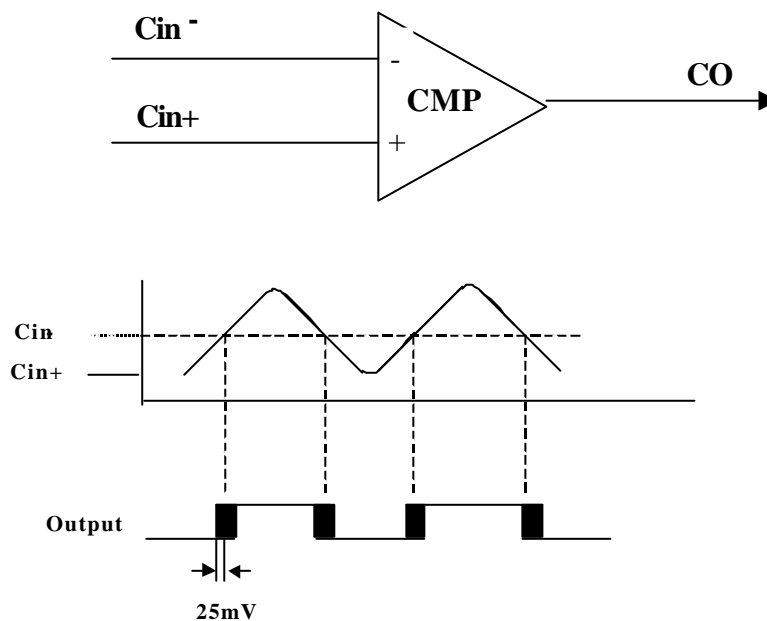 Cin -
-
CO
CMP
Cin+
+
Cin-
Cin+
Output
25mV